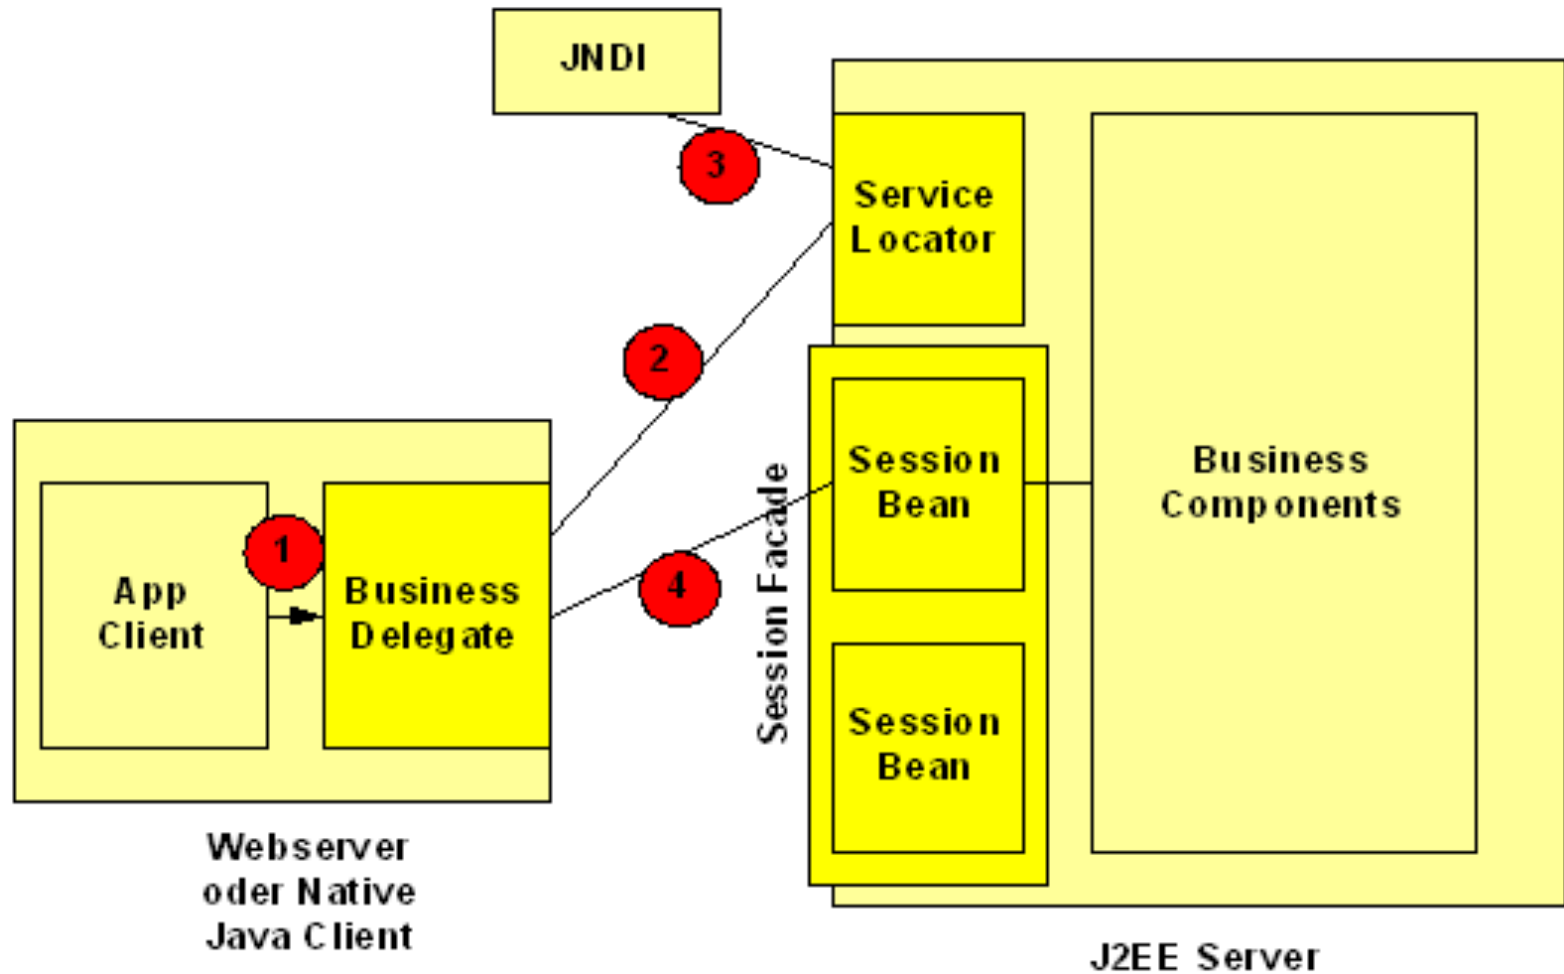 JNDI
3
Service
Locator
2
Session
Bean
Business
Components
1
App
Client
Business
Delegate
4
Session Facade
Session
Bean
Webserver
oder Native
Java Client
J2EE Server